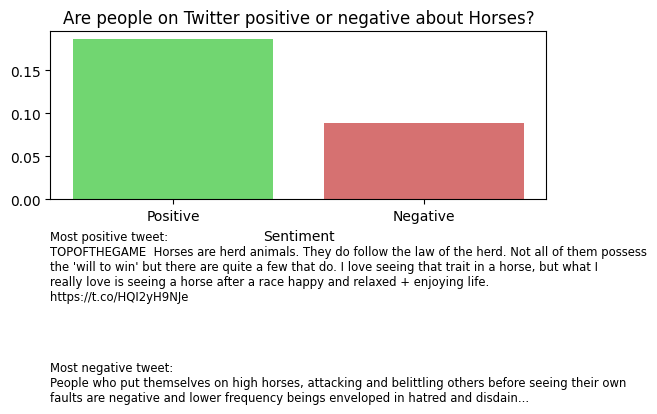 Are people on Twitter positive or negative about Horses?
0.15
0.10
0.05
0.00
Positive
Negative
Sentiment
Most positive tweet:
TOPOFTHEGAME  Horses are herd animals. They do follow the law of the herd. Not all of them possess
the 'will to win' but there are quite a few that do. I love seeing that trait in a horse, but what I
really love is seeing a horse after a race happy and relaxed + enjoying life.
https://t.co/HQI2yH9NJe
Most negative tweet:
People who put themselves on high horses, attacking and belittling others before seeing their own
faults are negative and lower frequency beings enveloped in hatred and disdain...